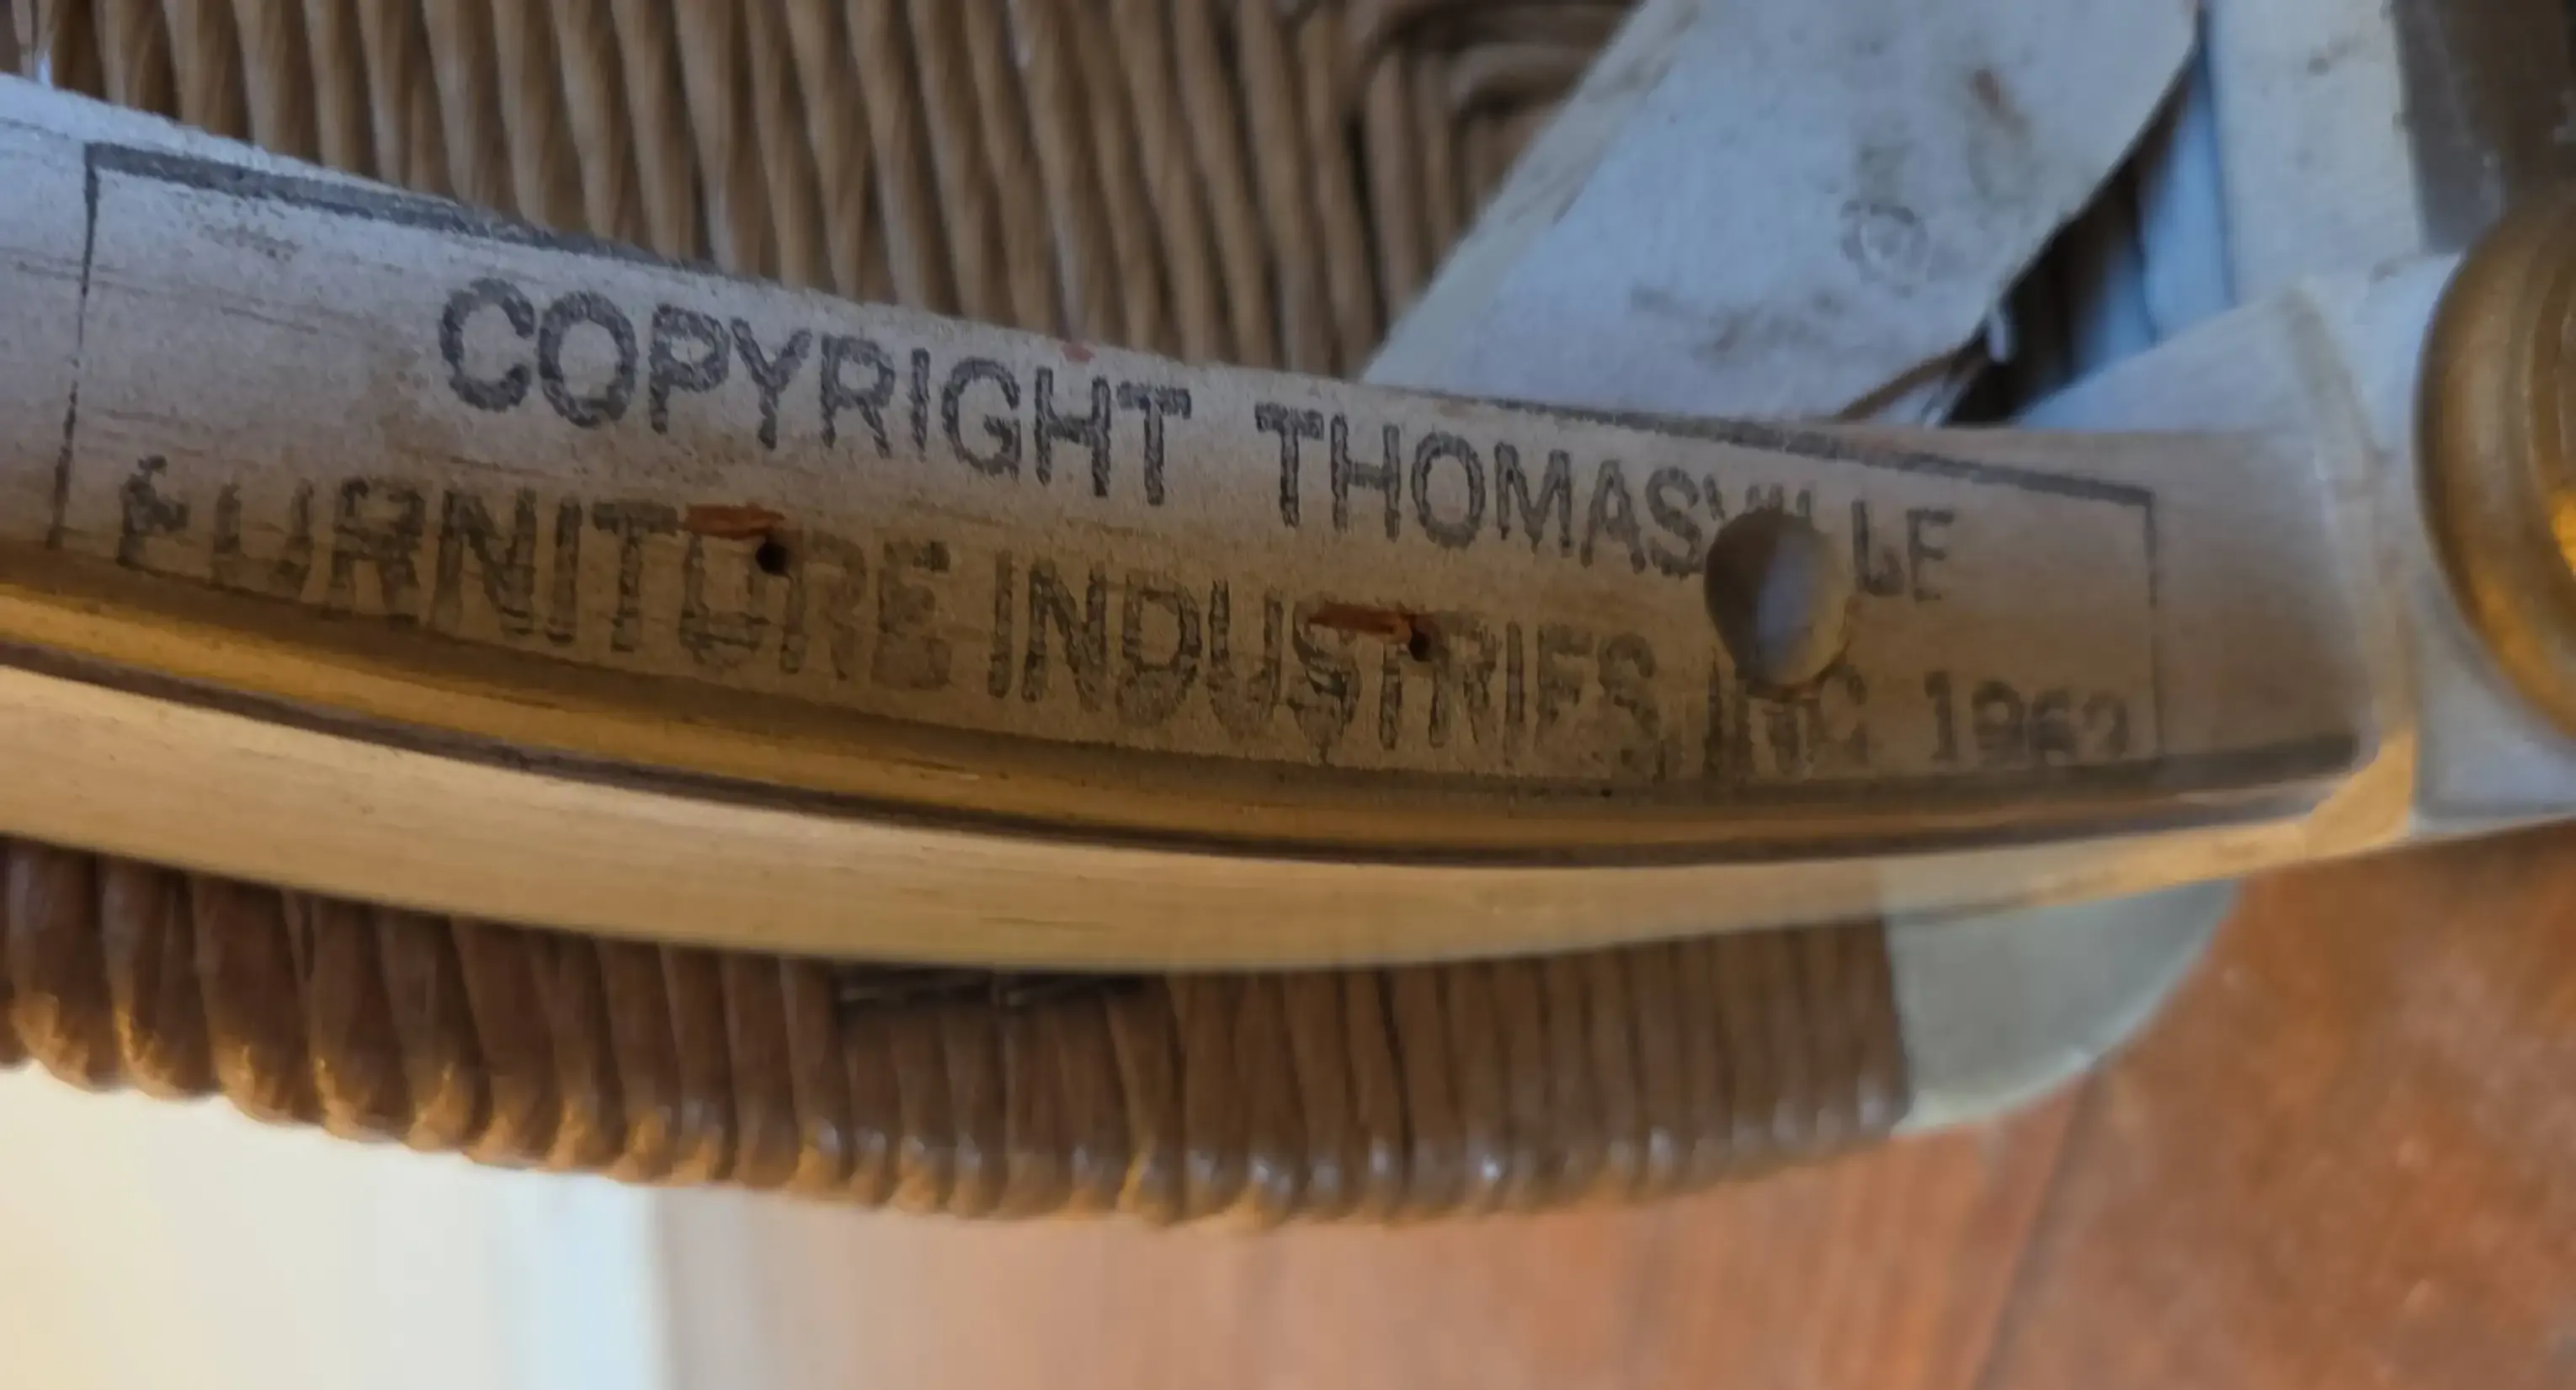 COPYRIGHT THOMASVILLE
FURNITURE INDUSTRIES INC 1962